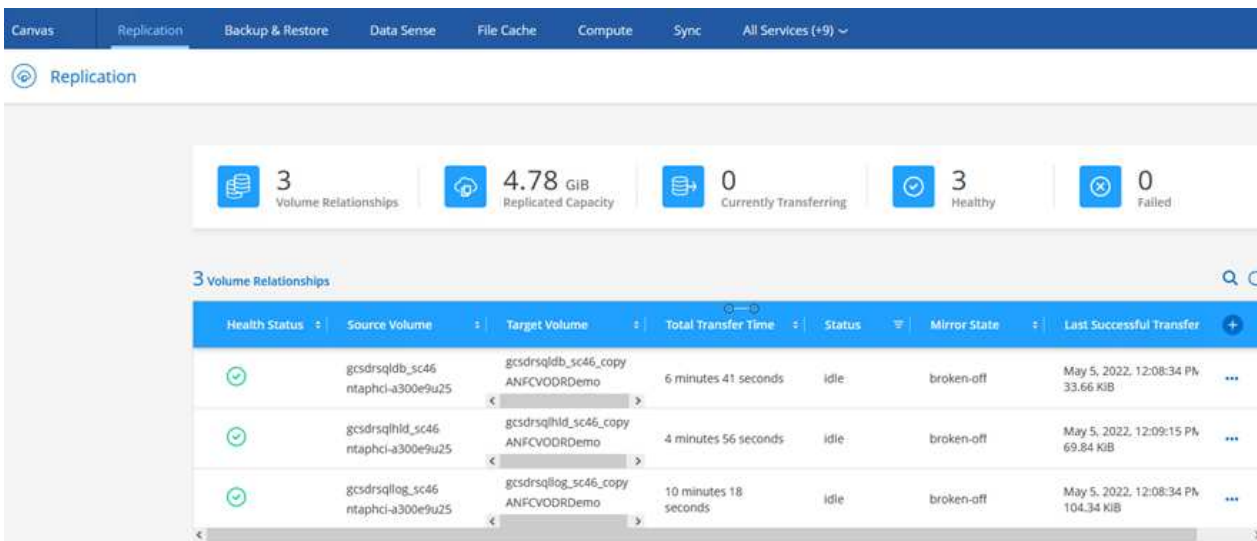 Canvas Replication Backup & Restore Data Sense File Cache Compute Sync All Services (+9)
Replication
3 4.78 GiB 0 3 0
Volume Relationships Replicated Capacity Currently Transferring Healthy Failed
3 Volume Relationships
Health Status Source Volume Target Volume Total Transfer Time Status Mirror State Last Successful Transfer
gcsdrsqldb_sc46 gcsdrsqldb_sc46_copy May 5, 2022, 12:08:34 PM
ntaphci-a300e9u25 ANFCVODRDemo 6 minutes 41 seconds idle broken-off 33.66 KiB
gcsdrsqlhld_sc46 gcsdrsqlhld_sc46_copy May 5, 2022, 12:09:15 PM
ntaphci-a300e9u25 ANFCVODRDemo 4 minutes 56 seconds idle broken-off 69.84 KiB
gcsdrsqllog_sc46 gcsdrsqllog_sc46_copy 10 minutes 18 May 5, 2022, 12:08:34 PM
ntaphci-a300e9u25 ANFCVODRDemo seconds idle broken-off 104.34 KiB